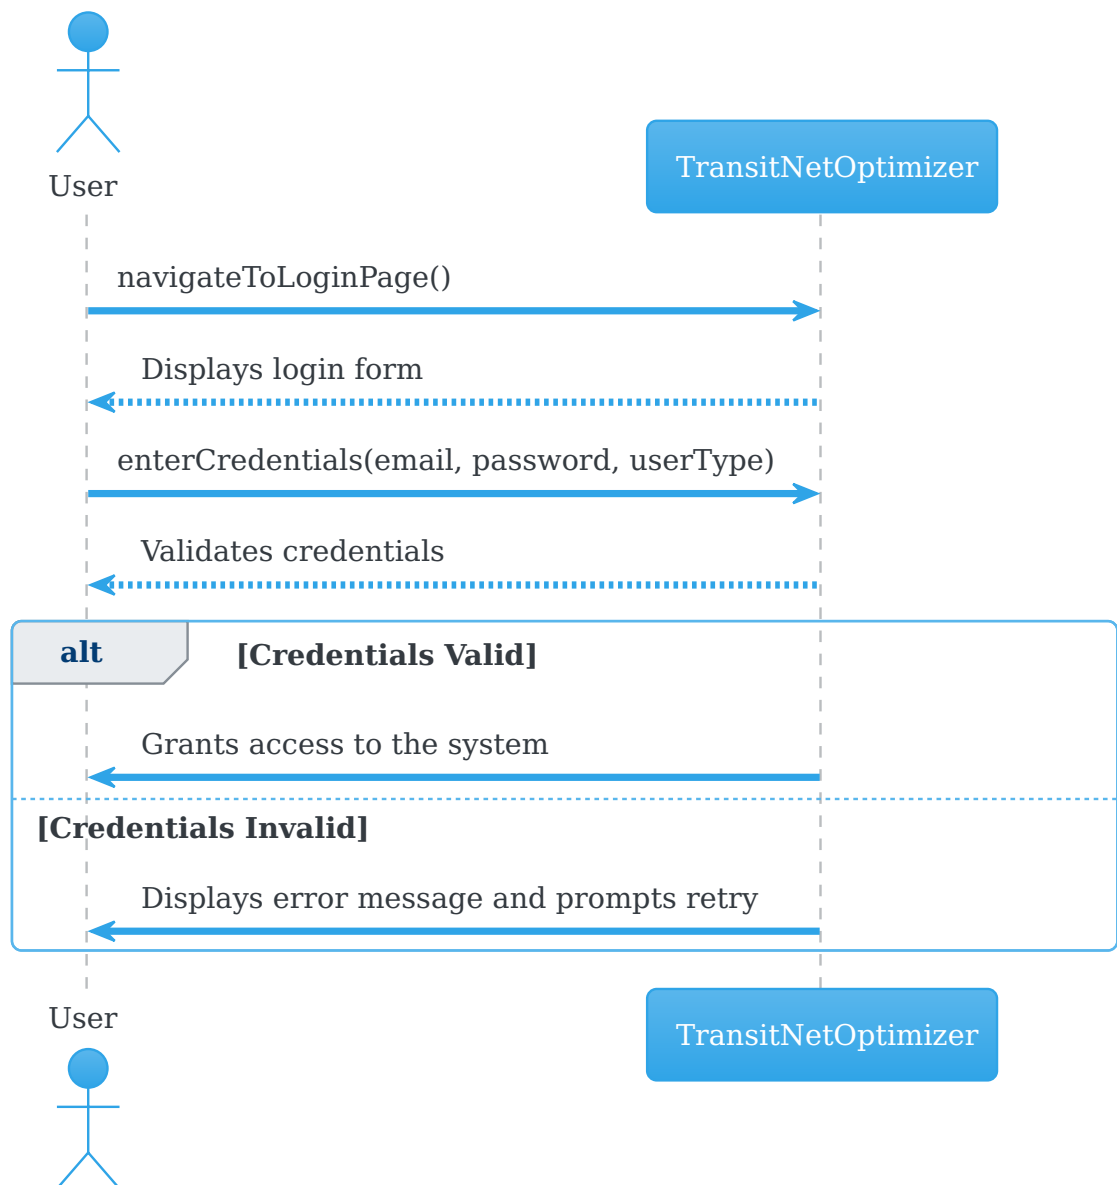 User
TransitNetOptimizer
navigateToLoginPage()
Displays login form
enterCredentials(email, password, userType)
Validates credentials
alt [Credentials Valid]
Grants access to the system
[Credentials Invalid]
Displays error message and prompts retry
User
TransitNetOptimizer